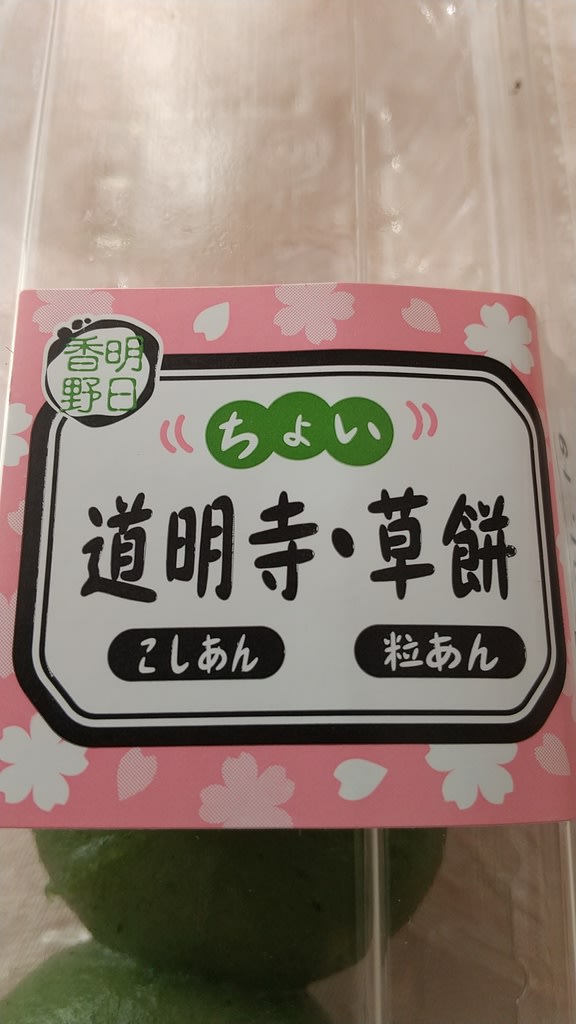 明日
香野
ちょい
道明寺・草餅
こしあん
粒あん